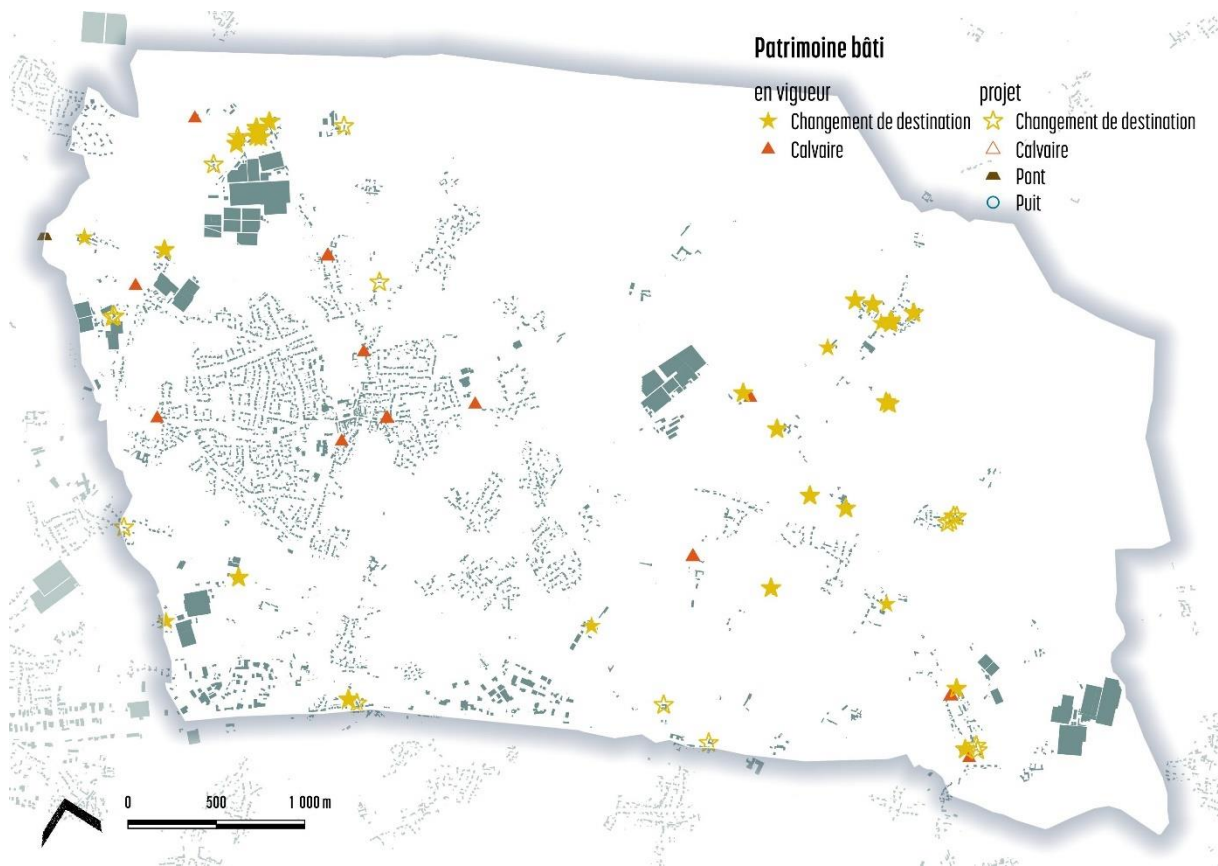 Patrimoine bâti
en vigueur
Changement de destination
Calvaire
projet
Changement de destination
Calvaire
Pont
Puit
0 500 1 000 m